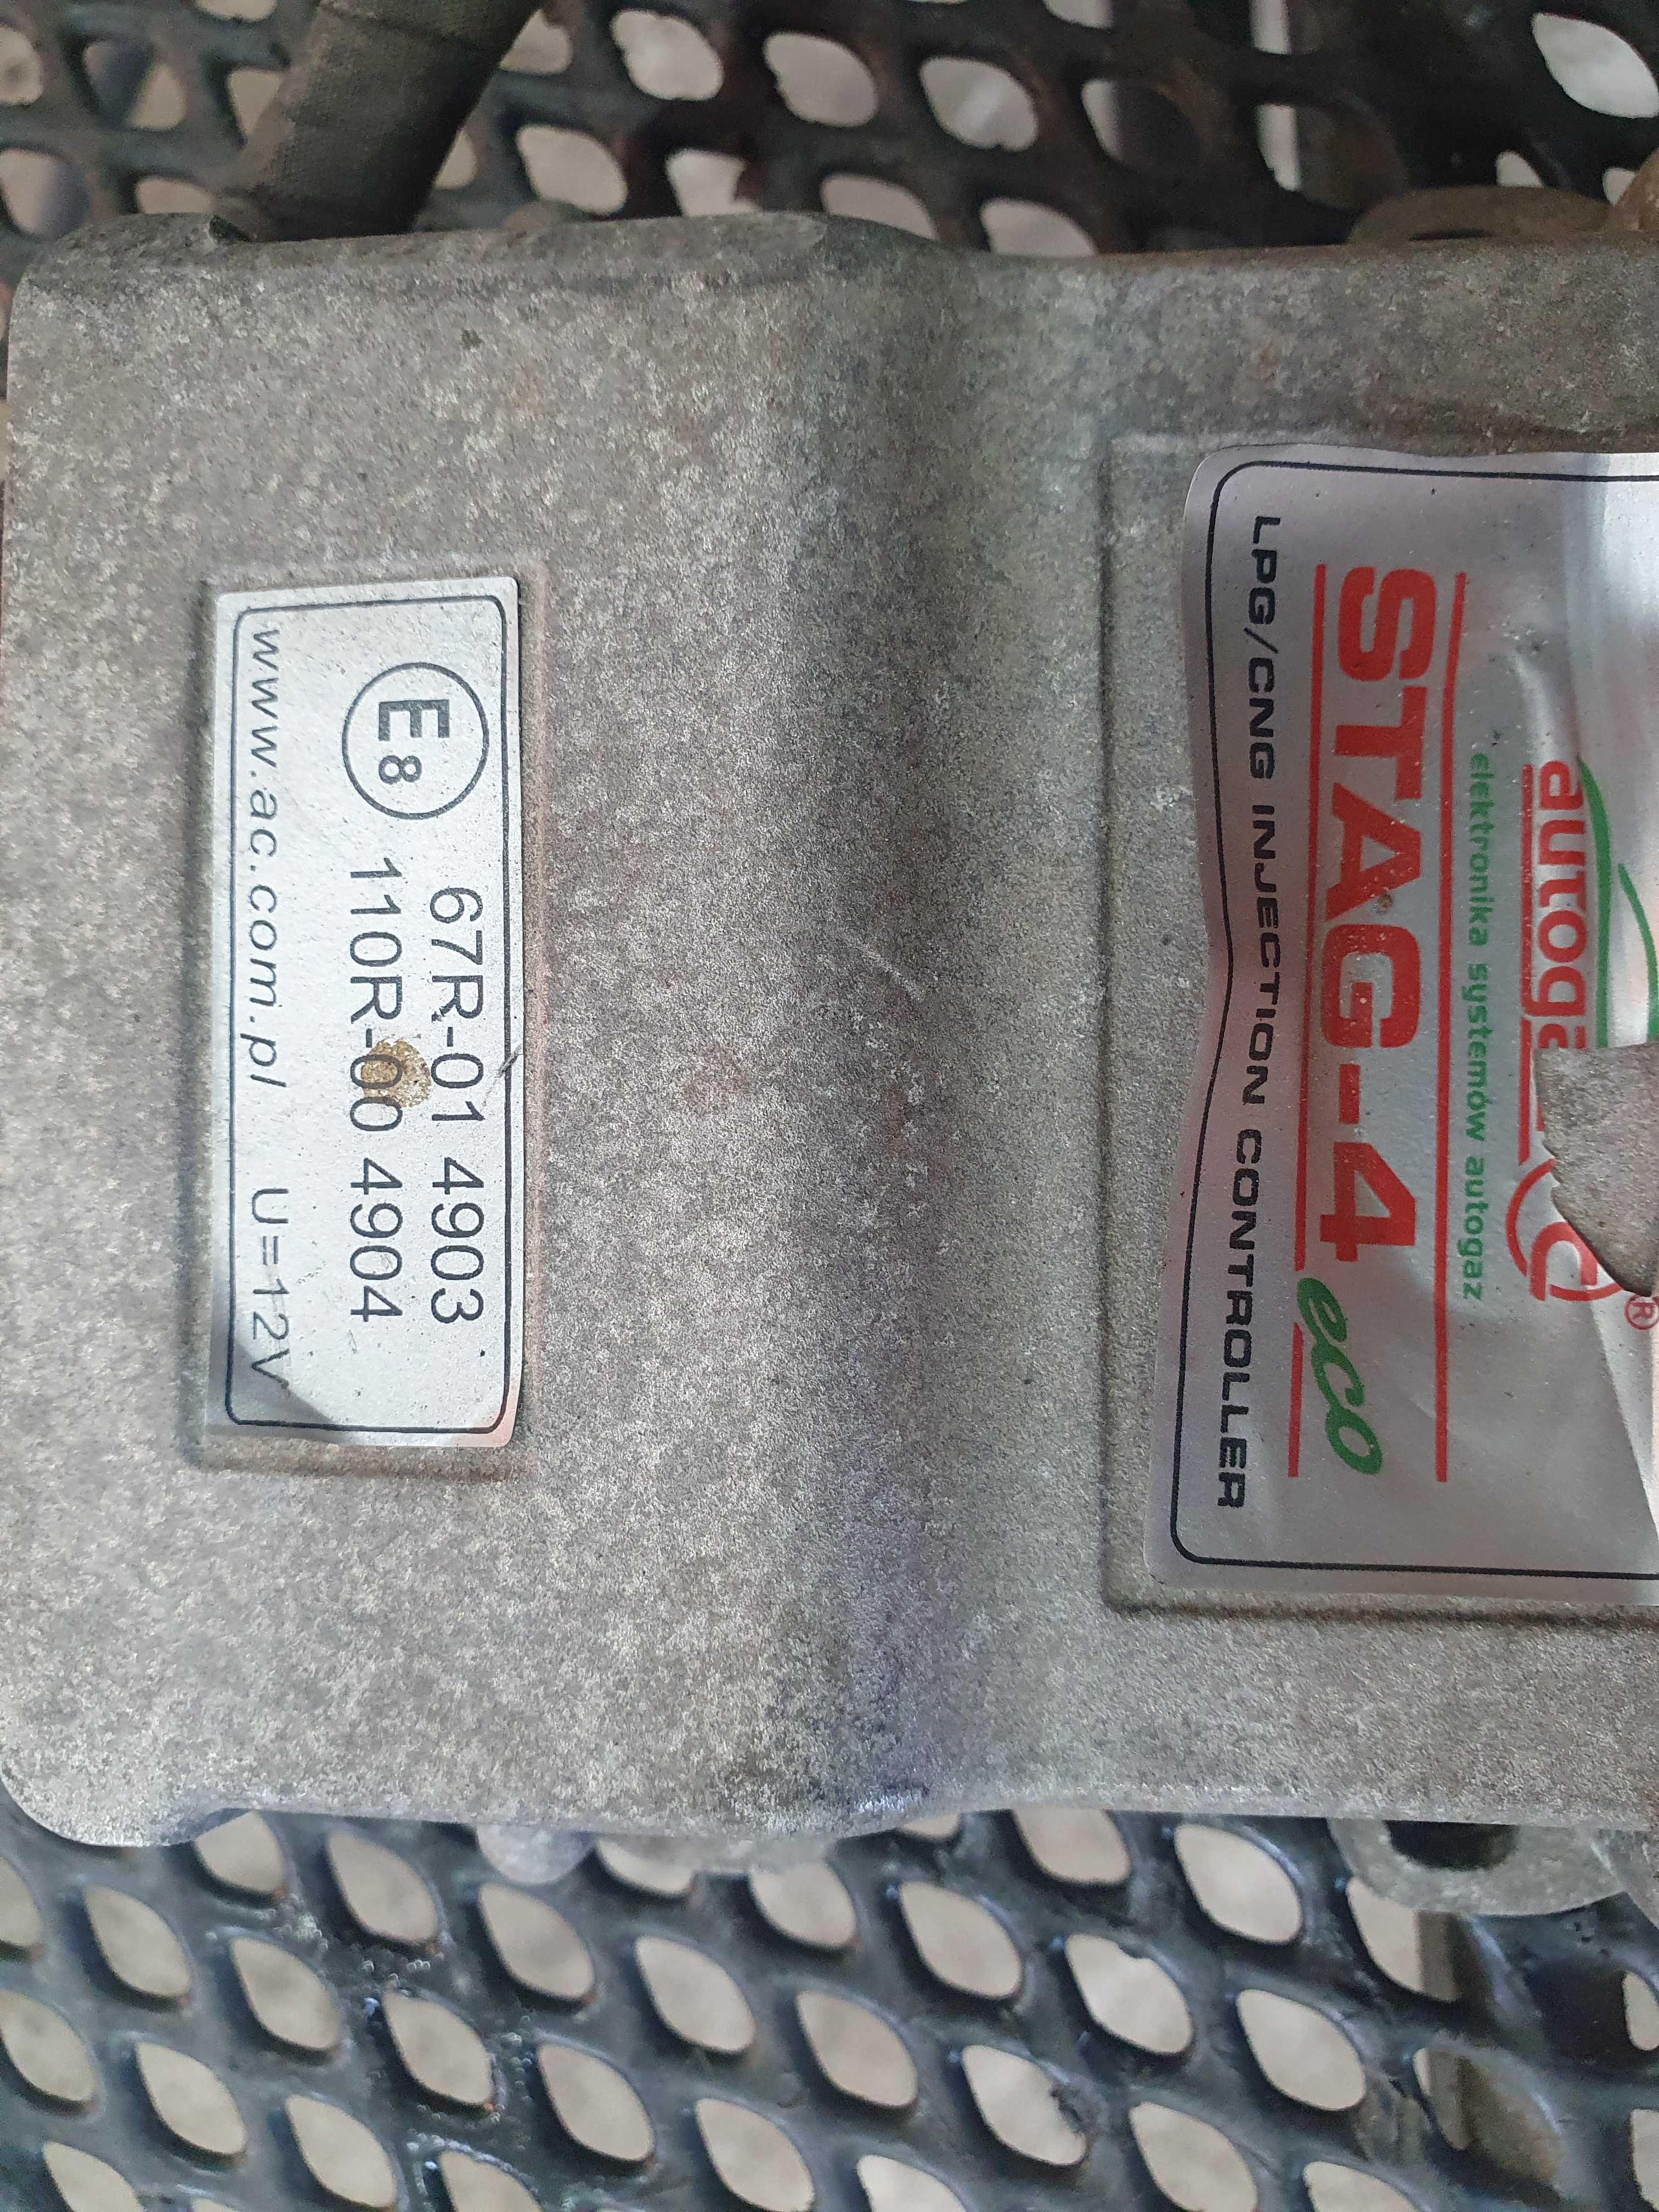 autoga
elektronika systemów autogaz
STAG-4 eco
LPG/CNG INJECTION CONTROLLER
E8
67R-01 4903
110R-00 4904
www.ac.com.pl U=12V